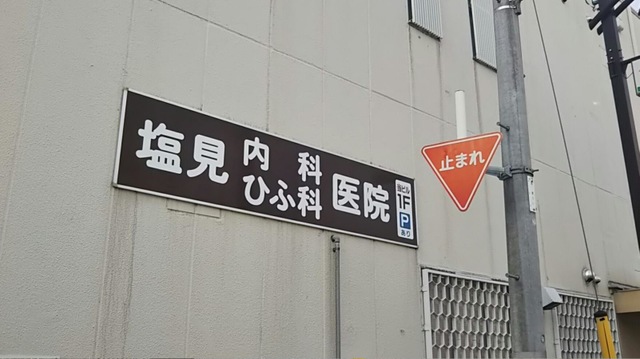 塩見内科ひふ科医院
当ビル
1F
P
あり
止まれ